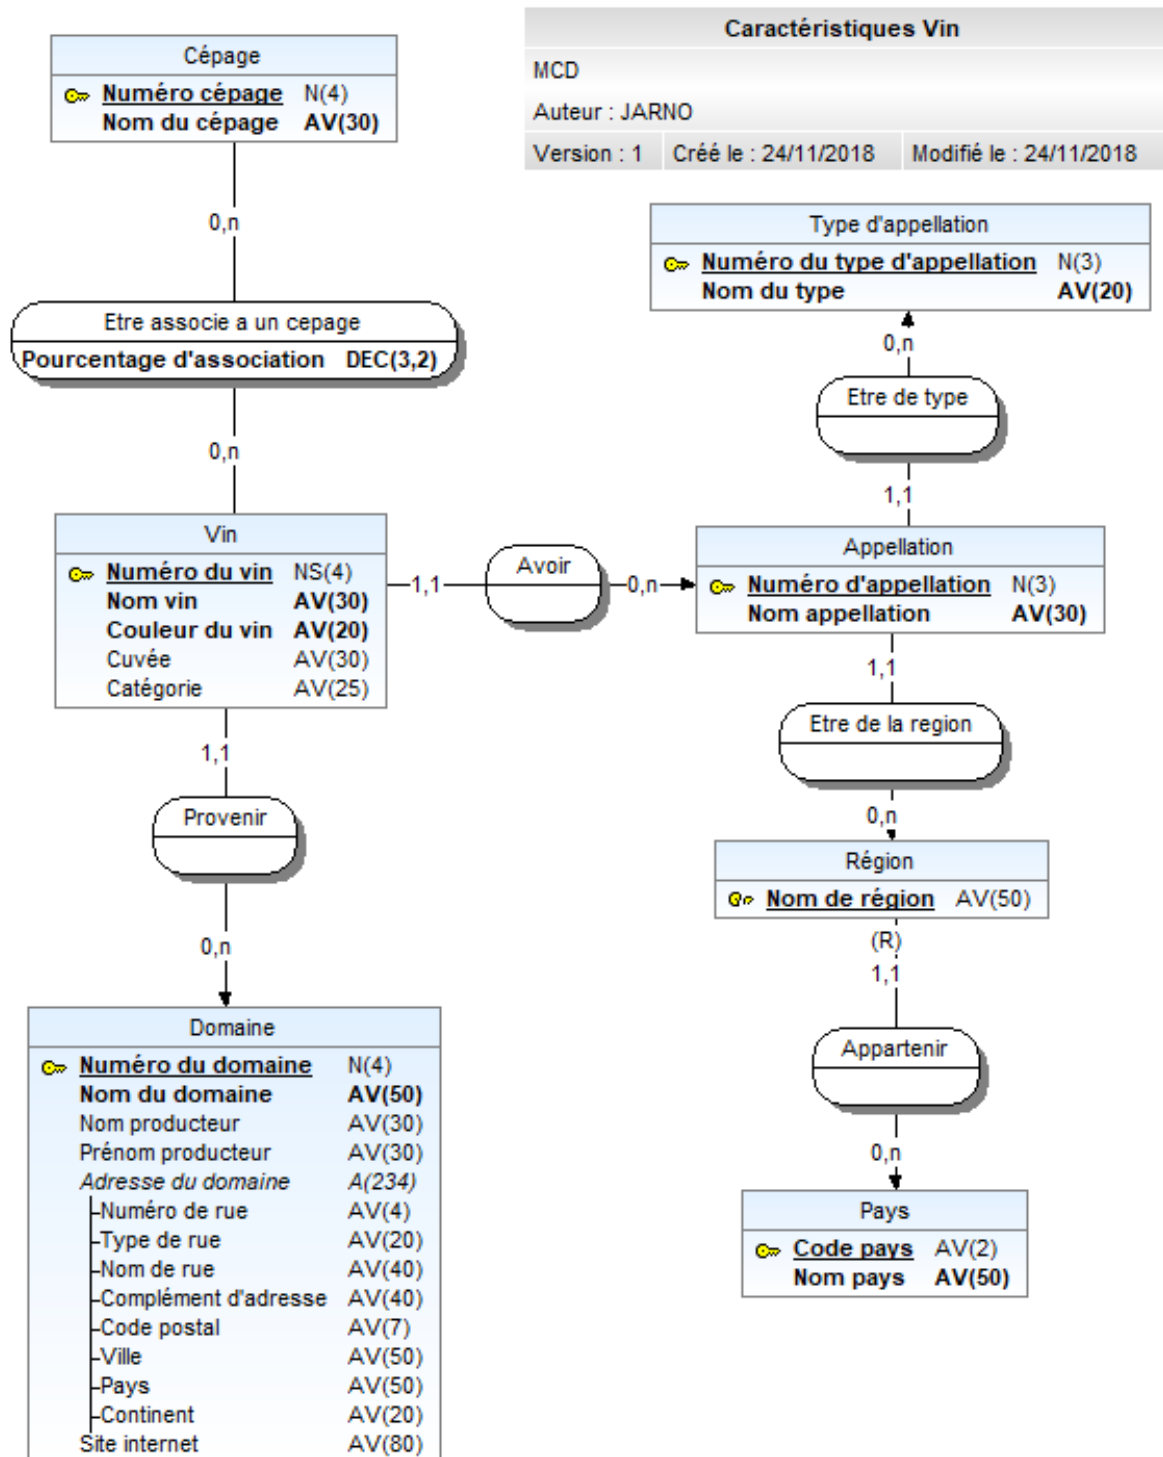 Caractéristiques Vin
MCD
Auteur : JARNO
Version : 1 Créé le : 24/11/2018 Modifié le : 24/11/2018
Cépage
Numéro cépage N(4)
Nom du cépage AV(30)
0,n
Etre associe a un cepage
Pourcentage d'association DEC(3,2)
0,n
Type d'appellation
Numéro du type d'appellation N(3)
Nom du type AV(20)
0,n
Etre de type
1,1
Vin
Numéro du vin NS(4)
Nom vin AV(30)
Couleur du vin AV(20)
Cuvée AV(30)
Catégorie AV(25)
1,1
Avoir
0,n
Appellation
Numéro d'appellation N(3)
Nom appellation AV(30)
1,1
Etre de la region
0,n
Région
Nom de région AV(50)
(R)
1,1
Appartenir
0,n
Pays
Code pays AV(2)
Nom pays AV(50)
1,1
Provenir
0,n
Domaine
Numéro du domaine N(4)
Nom du domaine AV(50)
Nom producteur AV(30)
Prénom producteur AV(30)
Adresse du domaine A(234)
Numéro de rue AV(4)
Type de rue AV(20)
Nom de rue AV(40)
Complément d'adresse AV(40)
Code postal AV(7)
Ville AV(50)
Pays AV(50)
Continent AV(20)
Site internet AV(80)